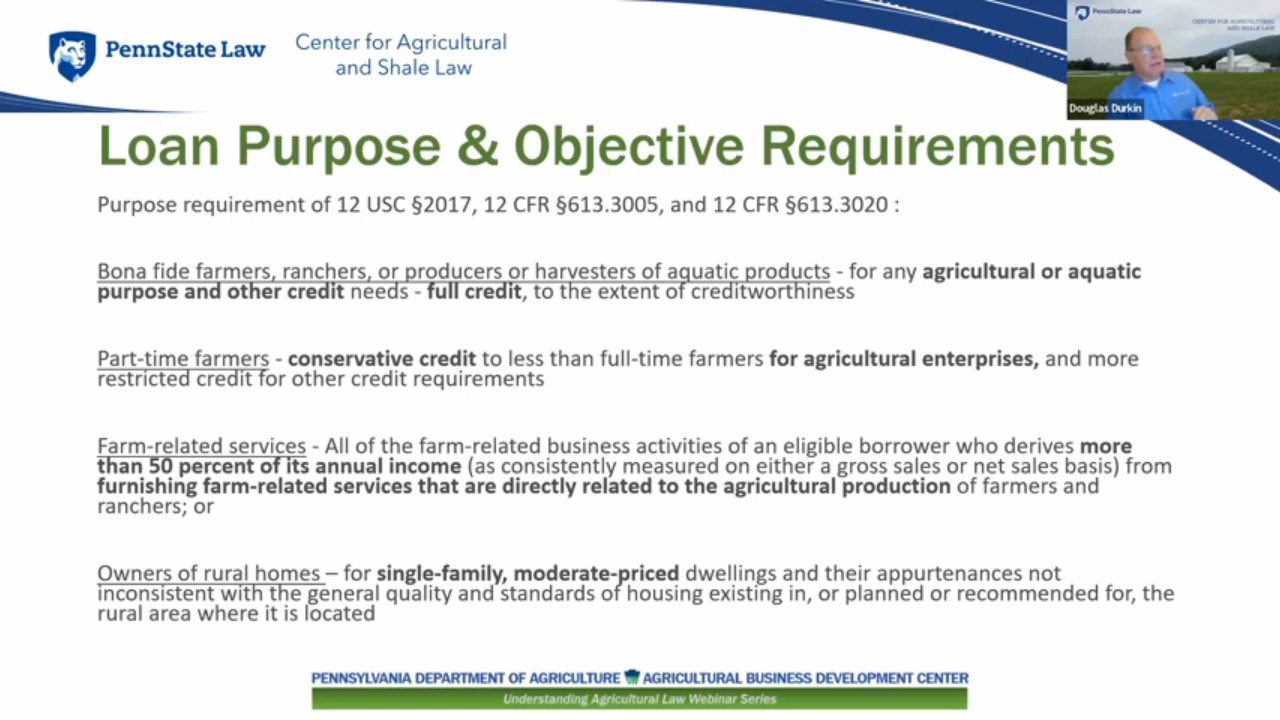 PennState Law
Center for Agricultural
and Shale Law
PennState Law
CENTER FOR AGRICULTURAL
AND SHALE LAW
Douglas Durkin
Loan Purpose & Objective Requirements
Purpose requirement of 12 USC §2017, 12 CFR §613.3005, and 12 CFR §613.3020 :
Bona fide farmers, ranchers, or producers or harvesters of aquatic products - for any agricultural or aquatic
purpose and other credit needs - full credit, to the extent of creditworthiness
Part-time farmers - conservative credit to less than full-time farmers for agricultural enterprises, and more
restricted credit for other credit requirements
Farm-related services - All of the farm-related business activities of an eligible borrower who derives more
than 50 percent of its annual income (as consistently measured on either a gross sales or net sales basis) from
furnishing farm-related services that are directly related to the agricultural production of farmers and
ranchers; or
Owners of rural homes – for single-family, moderate-priced dwellings and their appurtenances not
inconsistent with the general quality and standards of housing existing in, or planned or recommended for, the
rural area where it is located
PENNSYLVANIA DEPARTMENT OF AGRICULTURE AGRICULTURAL BUSINESS DEVELOPMENT CENTER
Understanding Agricultural Law Webinar Series